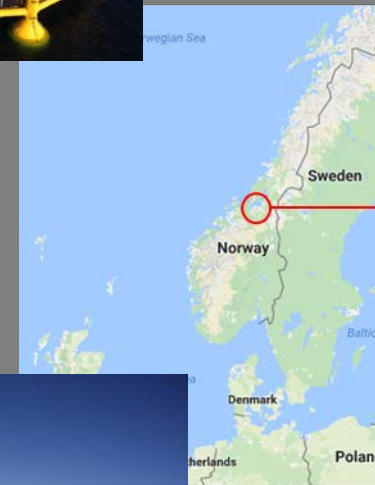 rwegian Sea
Sweden
Norway
Baltic
a
Denmark
therlands
Polan